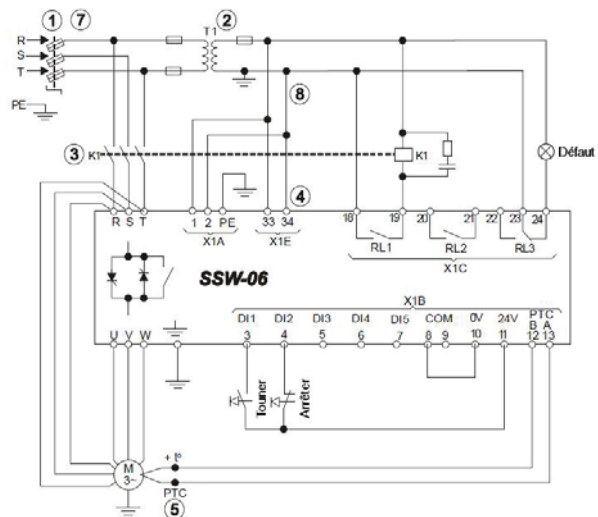 1 7 T1 2
R
S
T
8
PE
3 K1 K1 Défaut
4
R S T 1 2 PE 33 34 18 19 20 21 22 23 24
X1A X1E RL1 RL2 RL3
X1C
SSW-06
X1B
DI1 DI2 DI3 DI4 DI5 COM 0V 24V PTC
B A
U V W 3 4 5 6 7 8 9 10 11 12 13
Touner
Arrêter
+ tº
M
3~
PTC
5